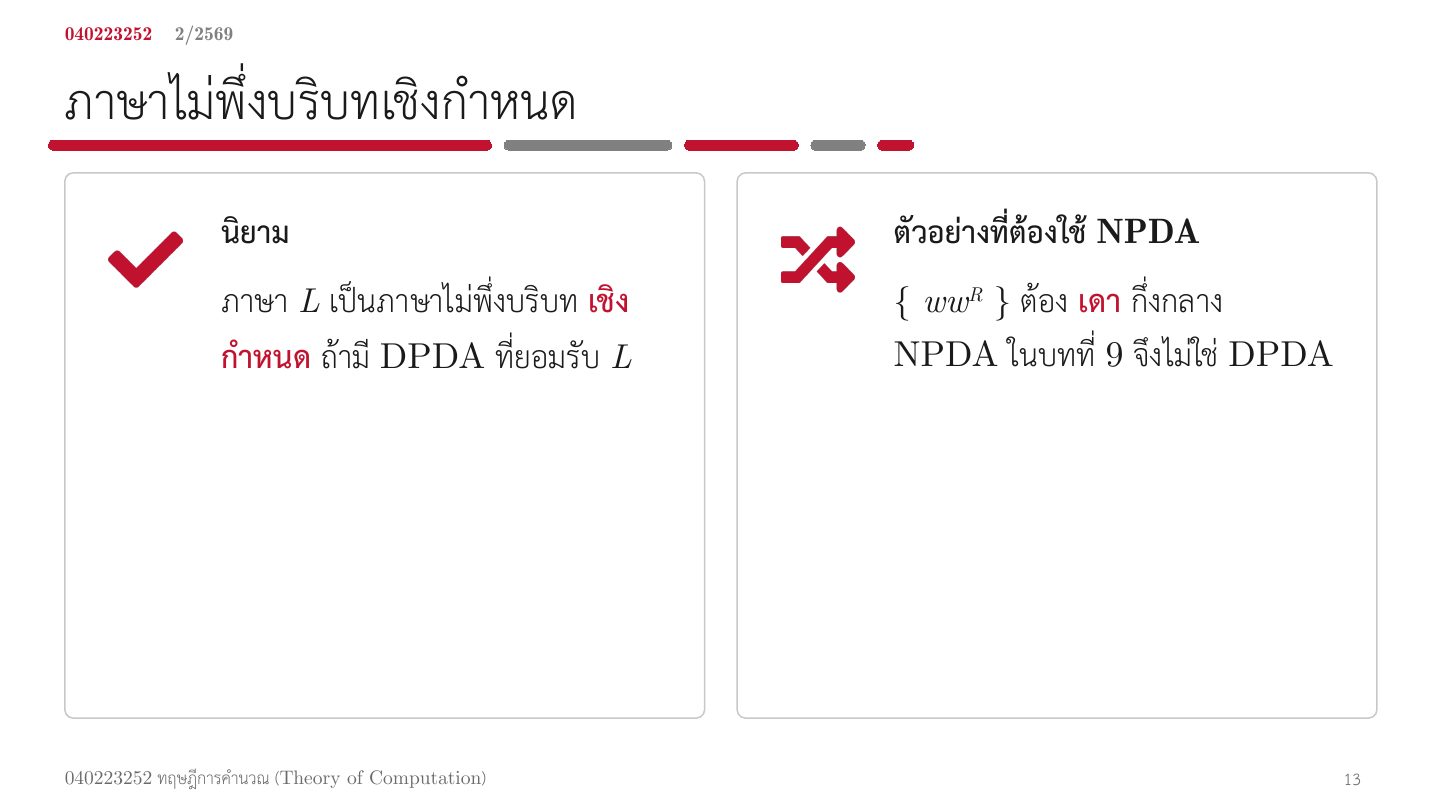 040223252 2/2569
ภาษาไม่พึ่งบริบทเชิงกำหนด
นิยาม
ภาษา L เป็นภาษาไม่พึ่งบริบท เชิง
กำหนด ถ้ามี DPDA ที่ยอมรับ L
ตัวอย่างที่ต้องใช้ NPDA
{ ww^R } ต้อง เดา กึ่งกลาง
NPDA ในบทที่ 9 จึงไม่ใช่ DPDA
040223252 ทฤษฎีการคำนวณ (Theory of Computation)
13